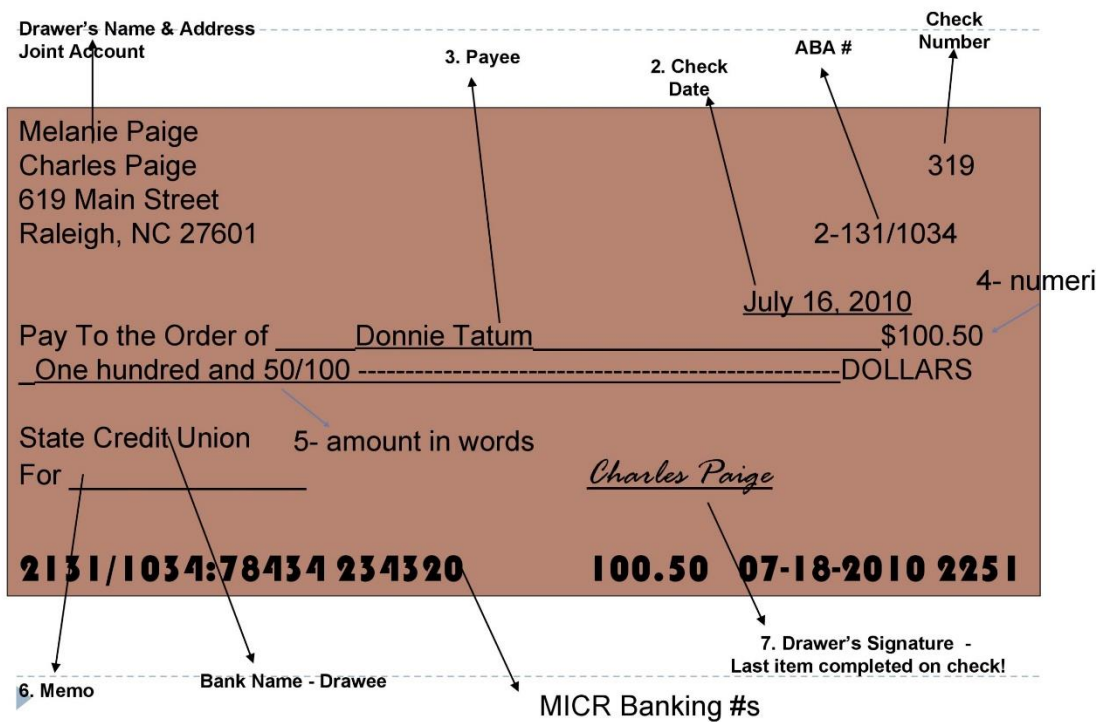 Drawer's Name & Address
Joint Account
3. Payee
2. Check
Date
ABA #
Check
Number
Melanie Paige
Charles Paige
619 Main Street
Raleigh, NC 27601
319
2-131/1034
4- numeri
July 16, 2010
Pay To the Order of _____Donnie Tatum______________________$100.50
_One hundred and 50/100 ---------------------------------------------------DOLLARS
State Credit Union
5- amount in words
For ________________
Charles Paige
2131/1034:78434 234320 100.50 07-18-2010 2251
6. Memo
Bank Name - Drawee
MICR Banking #s
7. Drawer's Signature -
Last item completed on check!